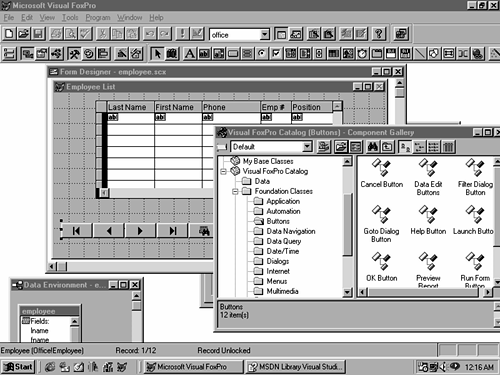 Microsoft Visual FoxPro
File Edit View Tools Program Window Help
office
Form Designer - employee.scx
Employee List
Last Name First Name Phone Emp # Position
ab ab ab ab ab
Visual FoxPro Catalog (Buttons) - Component Gallery
Default
My Base Classes
Visual FoxPro Catalog
Data
Foundation Classes
Application
Automation
Buttons
Data Navigation
Data Query
Date/Time
Dialogs
Internet
Menus
Multimedia
Cancel Button
Data Edit Buttons
Filter Dialog Button
Goto Dialog Button
Help Button
Launch Button
OK Button
Preview Report
Run Form Button
Buttons
12 item(s)
Data Environment - e...
employee
Fields:
lname
fname
Employee (Office!Employee) Record: 1/12 Record Unlocked
Start Microsoft Visual FoxPro MSDN Library Visual Studi... 12:16 AM